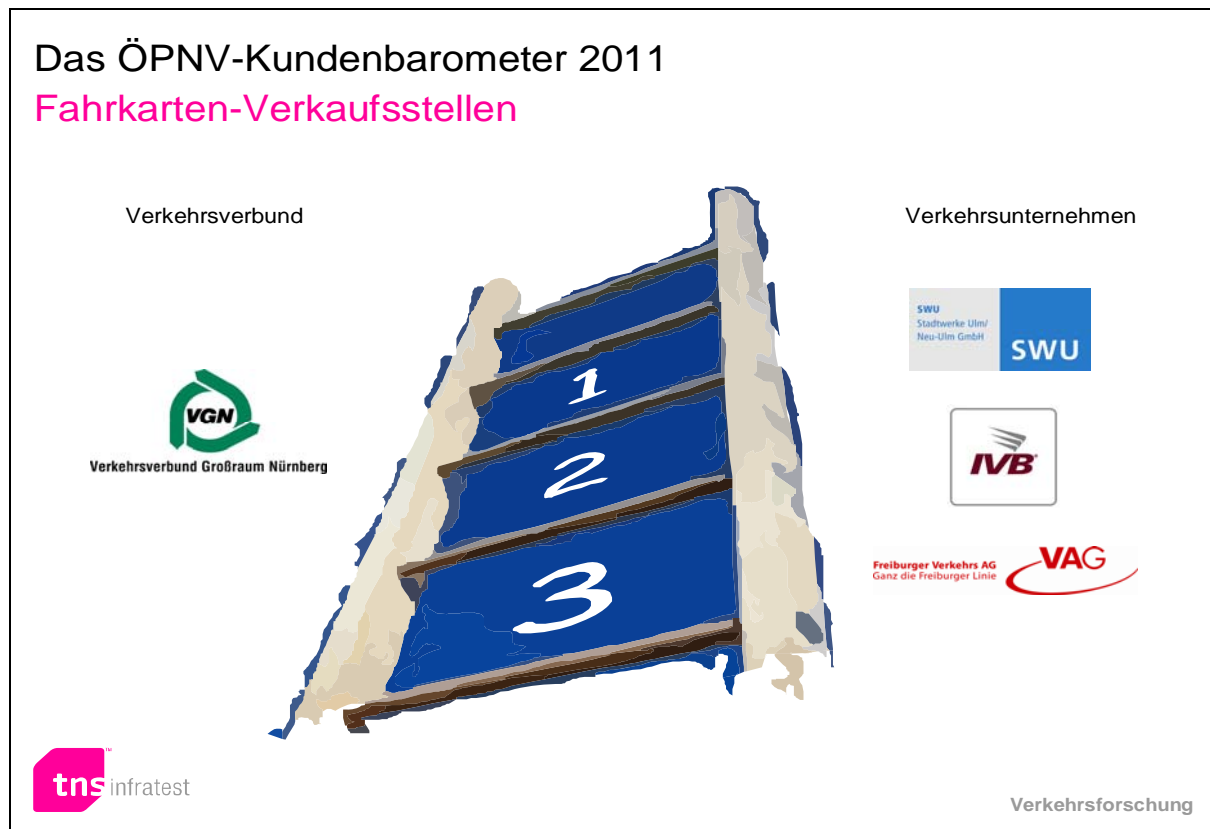 Das ÖPNV-Kundenbarometer 2011
Fahrkarten-Verkaufsstellen
Verkehrsverbund
Verkehrsunternehmen
SWU
Stadtwerke Ulm/
Neu-Ulm GmbH
SWU
1
VGN
Verkehrsverbund Großraum Nürnberg
2
IVB
3
Freiburger Verkehrs AG
Ganz die Freiburger Linie
VAG
tns infratest
Verkehrsforschung